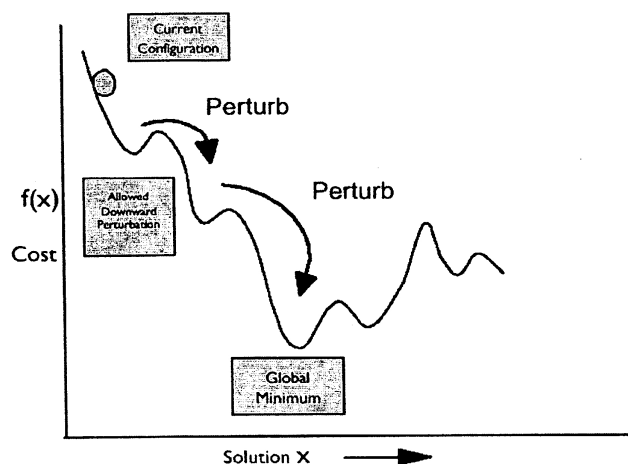 Current
Configuration
Perturb
Perturb
Allowed
Downward
Perturbation
f(x)
Cost
Global
Minimum
Solution X